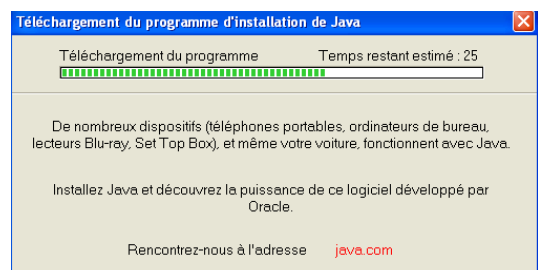 Téléchargement du programme d'installation de Java
Téléchargement du programme Temps restant estimé : 25
De nombreux dispositifs (téléphones portables, ordinateurs de bureau,
lecteurs Blu-ray, Set Top Box), et même votre voiture, fonctionnent avec Java.
Installez Java et découvrez la puissance de ce logiciel développé par
Oracle.
Rencontrez-nous à l'adresse java.com